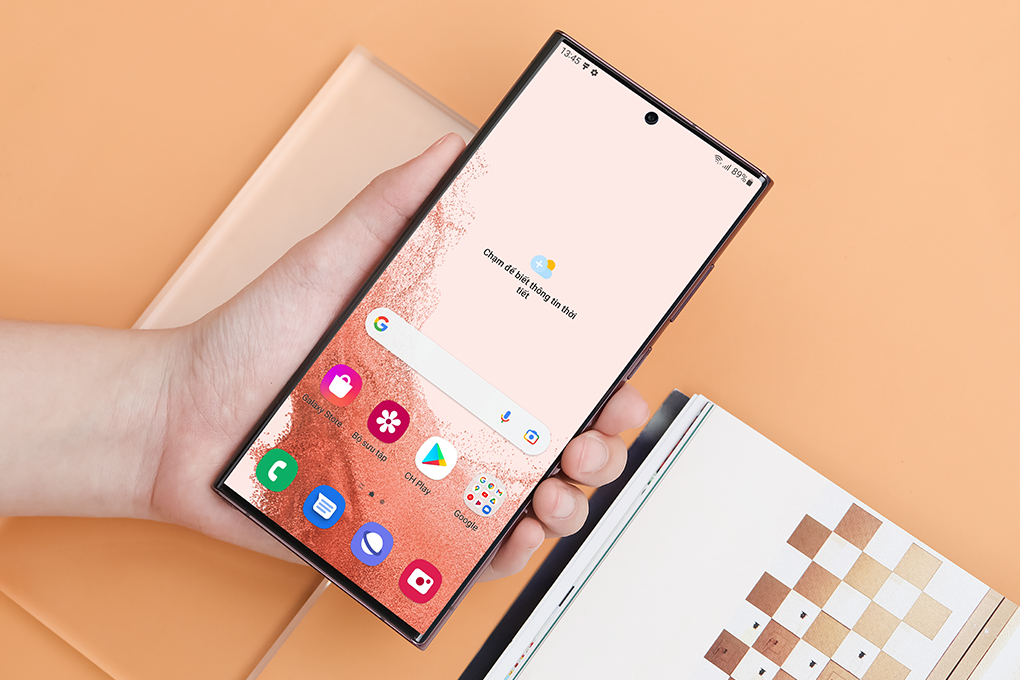 13:45
89%
Chạm để biết thông tin thời
tiết
Galaxy Store
Bộ sưu tập
CH Play
Google